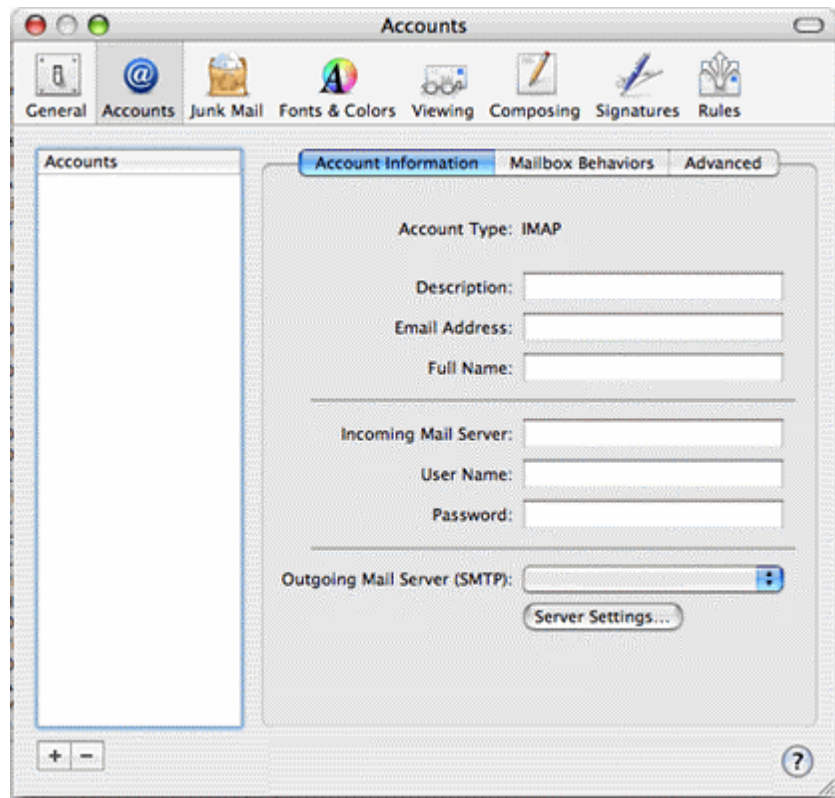 Accounts
General Accounts Junk Mail Fonts & Colors Viewing Composing Signatures Rules
Accounts
Account Information Mailbox Behaviors Advanced
Account Type: IMAP
Description:
Email Address:
Full Name:
Incoming Mail Server:
User Name:
Password:
Outgoing Mail Server (SMTP):
Server Settings...
+ − ?